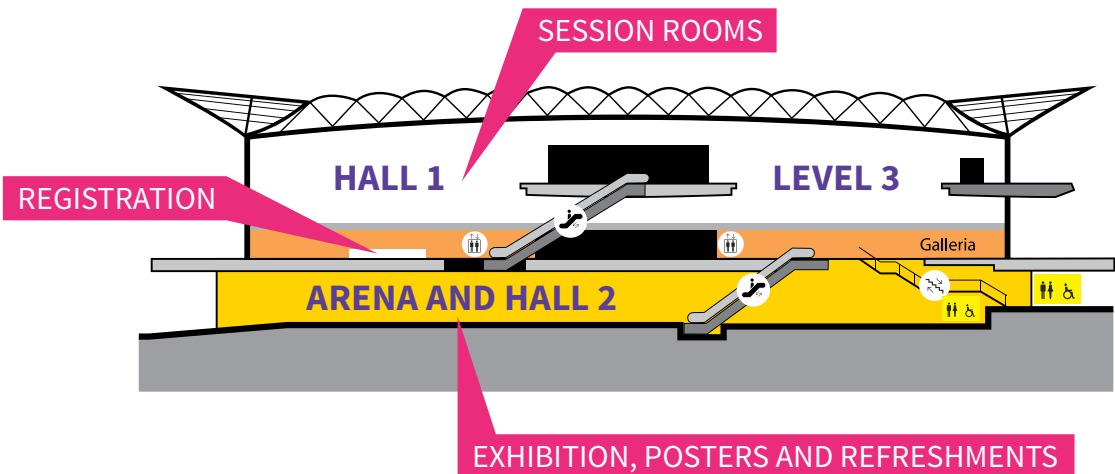 SESSION ROOMS
HALL 1
LEVEL 3
REGISTRATION
Galleria
ARENA AND HALL 2
EXHIBITION, POSTERS AND REFRESHMENTS